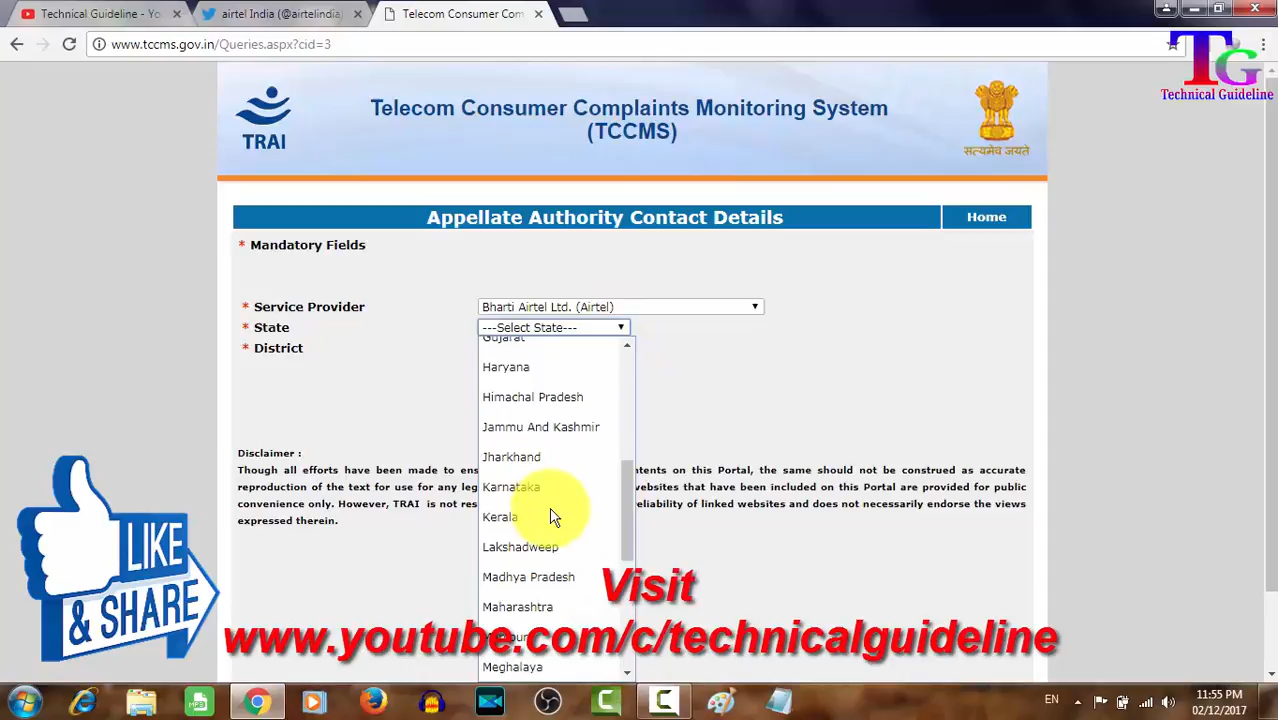 Technical Guideline - Yo
airtel India (@airtelindia)
Telecom Consumer Com
www.tccms.gov.in/Queries.aspx?cid=3
TG
Technical Guideline
TRAI
Telecom Consumer Complaints Monitoring System
(TCCMS)
सत्यमेव जयते
Appellate Authority Contact Details
Home
* Mandatory Fields
* Service Provider
Bharti Airtel Ltd. (Airtel)
* State
---Select State---
* District
Gujarat
Haryana
Himachal Pradesh
Jammu And Kashmir
Jharkhand
Karnataka
Kerala
Lakshadweep
Madhya Pradesh
Maharashtra
Meghalaya
Disclaimer :
Though all efforts have been made to ens ntents on this Portal, the same should not be construed as accurate
reproduction of the text for use for any leg websites that have been included on this Portal are provided for public
convenience only. However, TRAI is not res reliability of linked websites and does not necessarily endorse the views
expressed therein.
LIKE
& SHARE
Visit
www.youtube.com/c/technicalguideline
MP3
EN
11:55 PM
02/12/2017